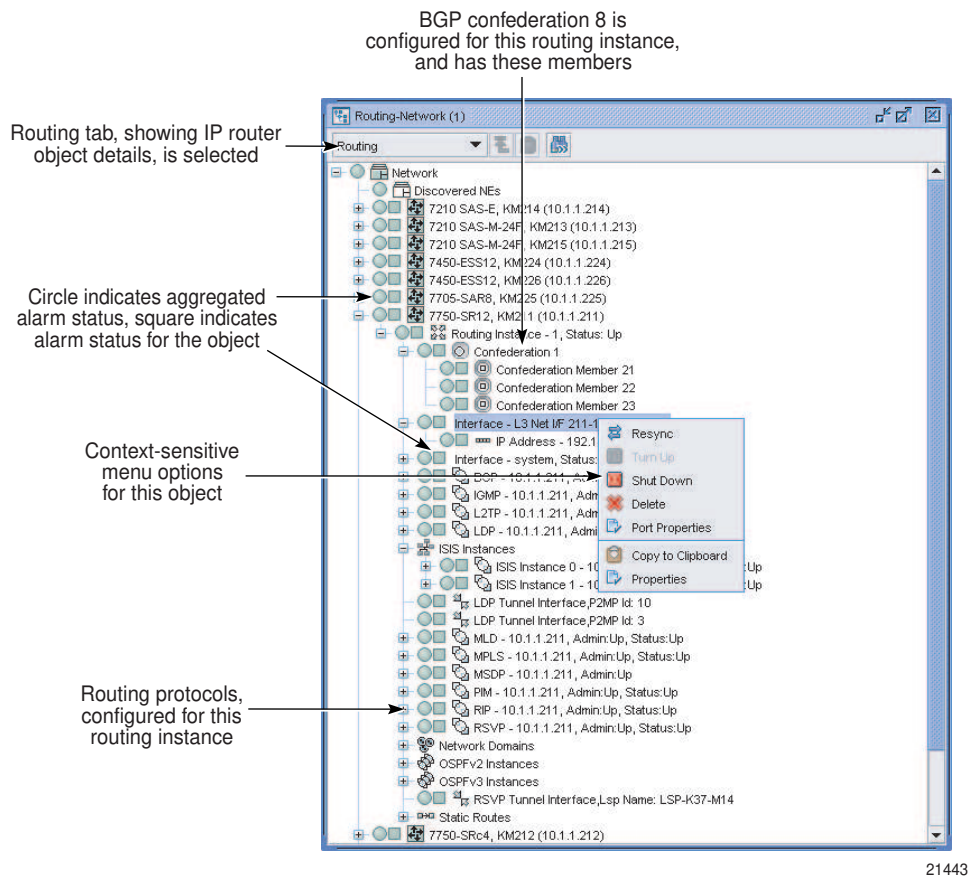 BGP confederation 8 is
configured for this routing instance,
and has these members
Routing-Network (1)
Routing tab, showing IP router
object details, is selected
Routing
Network
Discovered NEs
7210 SAS-E, KM214 (10.1.1.214)
7210 SAS-M-24F, KM213 (10.1.1.213)
7210 SAS-M-24F, KM215 (10.1.1.215)
7450-ESS12, KM224 (10.1.1.224)
7450-ESS12, KM226 (10.1.1.226)
Circle indicates aggregated
alarm status, square indicates
alarm status for the object
7705-SAR8, KM225 (10.1.1.225)
7750-SR12, KM211 (10.1.1.211)
Routing Instance - 1, Status: Up
Confederation 1
Confederation Member 21
Confederation Member 22
Confederation Member 23
Interface - L3 Net I/F 211-1
IP Address - 192.1
Interface - system, Status:
BGP - 10.1.1.211, Adm
IGMP - 10.1.1.211, Adm
L2TP - 10.1.1.211, Adm
LDP - 10.1.1.211, Admi
ISIS Instances
ISIS Instance 0 - 10
:Up
ISIS Instance 1 - 10
:Up
Resync
Turn Up
Shut Down
Delete
Port Properties
Copy to Clipboard
Properties
Context-sensitive
menu options
for this object
LDP Tunnel Interface,P2MP Id: 10
LDP Tunnel Interface,P2MP Id: 3
MLD - 10.1.1.211, Admin:Up, Status:Up
MPLS - 10.1.1.211, Admin:Up, Status:Up
MSDP - 10.1.1.211, Admin:Up
PIM - 10.1.1.211, Admin:Up, Status:Up
RIP - 10.1.1.211, Admin:Up, Status:Up
RSVP - 10.1.1.211, Admin:Up, Status:Up
Routing protocols,
configured for this
routing instance
Network Domains
OSPFv2 Instances
OSPFv3 Instances
RSVP Tunnel Interface,Lsp Name: LSP-K37-M14
Static Routes
7750-SRc4, KM212 (10.1.1.212)
21443